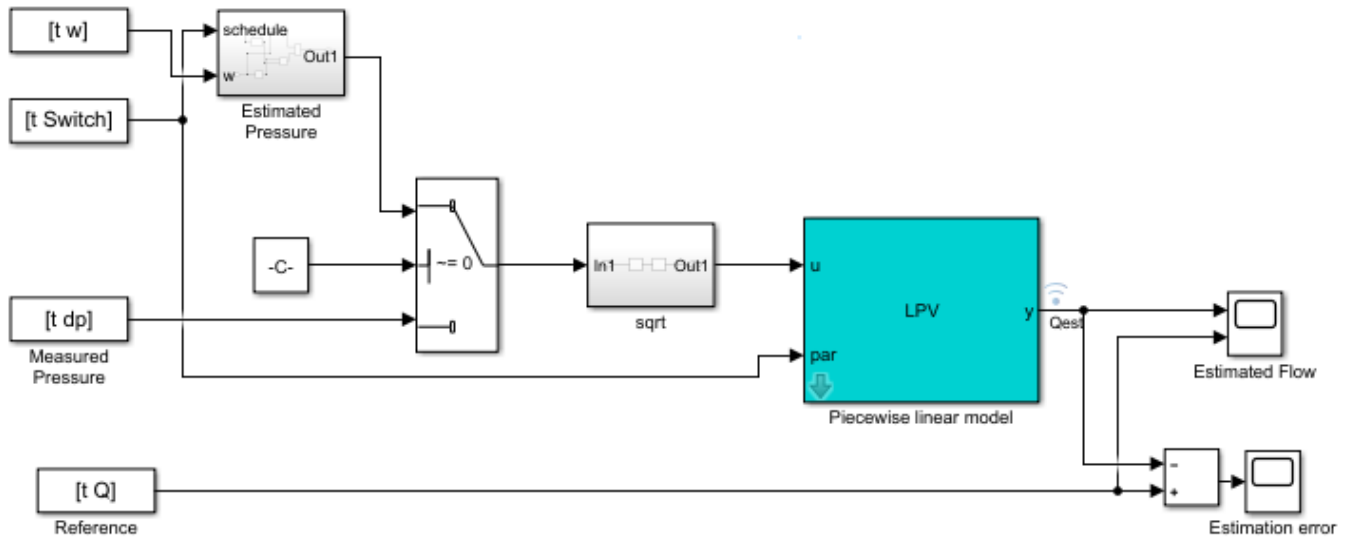 [t w]
schedule
w
Out1
Estimated
Pressure
[t Switch]
-C-
~= 0
In1
Out1
sqrt
u
par
LPV
y
Piecewise linear model
Qest
Estimated Flow
[t dp]
Measured
Pressure
[t Q]
Reference
−
+
Estimation error